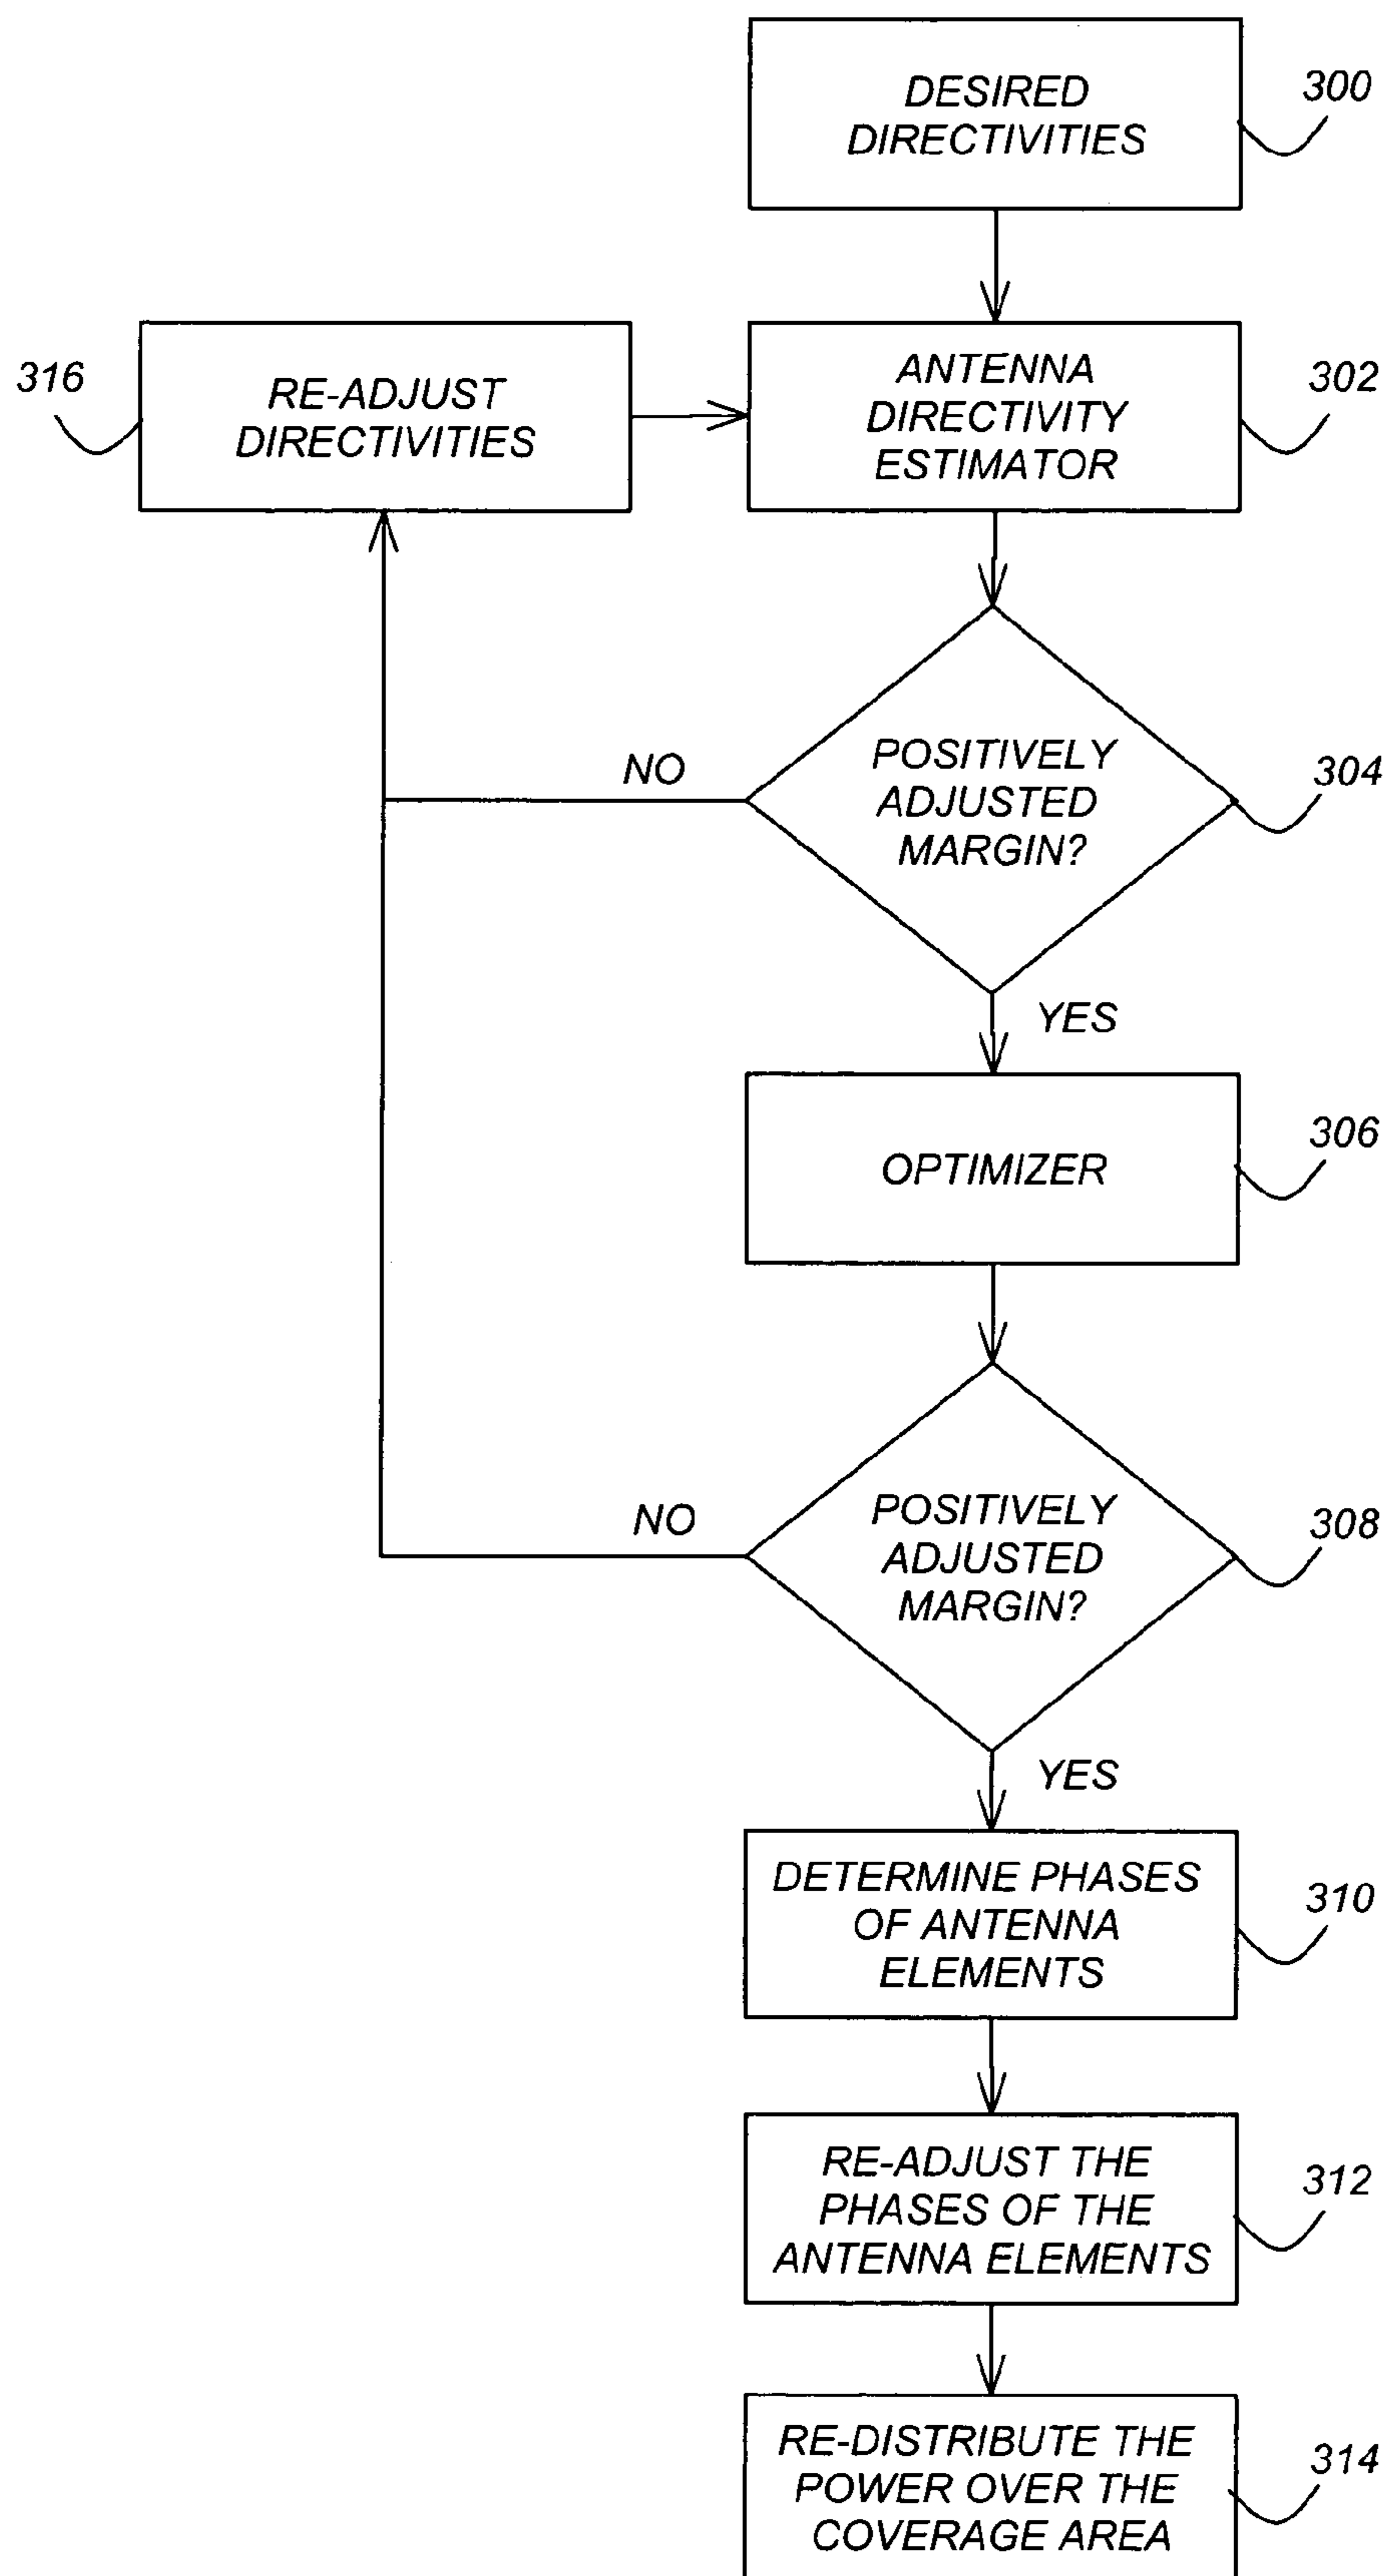 DESIRED
DIRECTIVITIES
300
316
RE-ADJUST
DIRECTIVITIES
ANTENNA
DIRECTIVITY
ESTIMATOR
302
NO
POSITIVELY
ADJUSTED
MARGIN?
304
YES
OPTIMIZER
306
NO
POSITIVELY
ADJUSTED
MARGIN?
308
YES
DETERMINE PHASES
OF ANTENNA
ELEMENTS
310
RE-ADJUST THE
PHASES OF THE
ANTENNA ELEMENTS
312
RE-DISTRIBUTE THE
POWER OVER THE
COVERAGE AREA
314